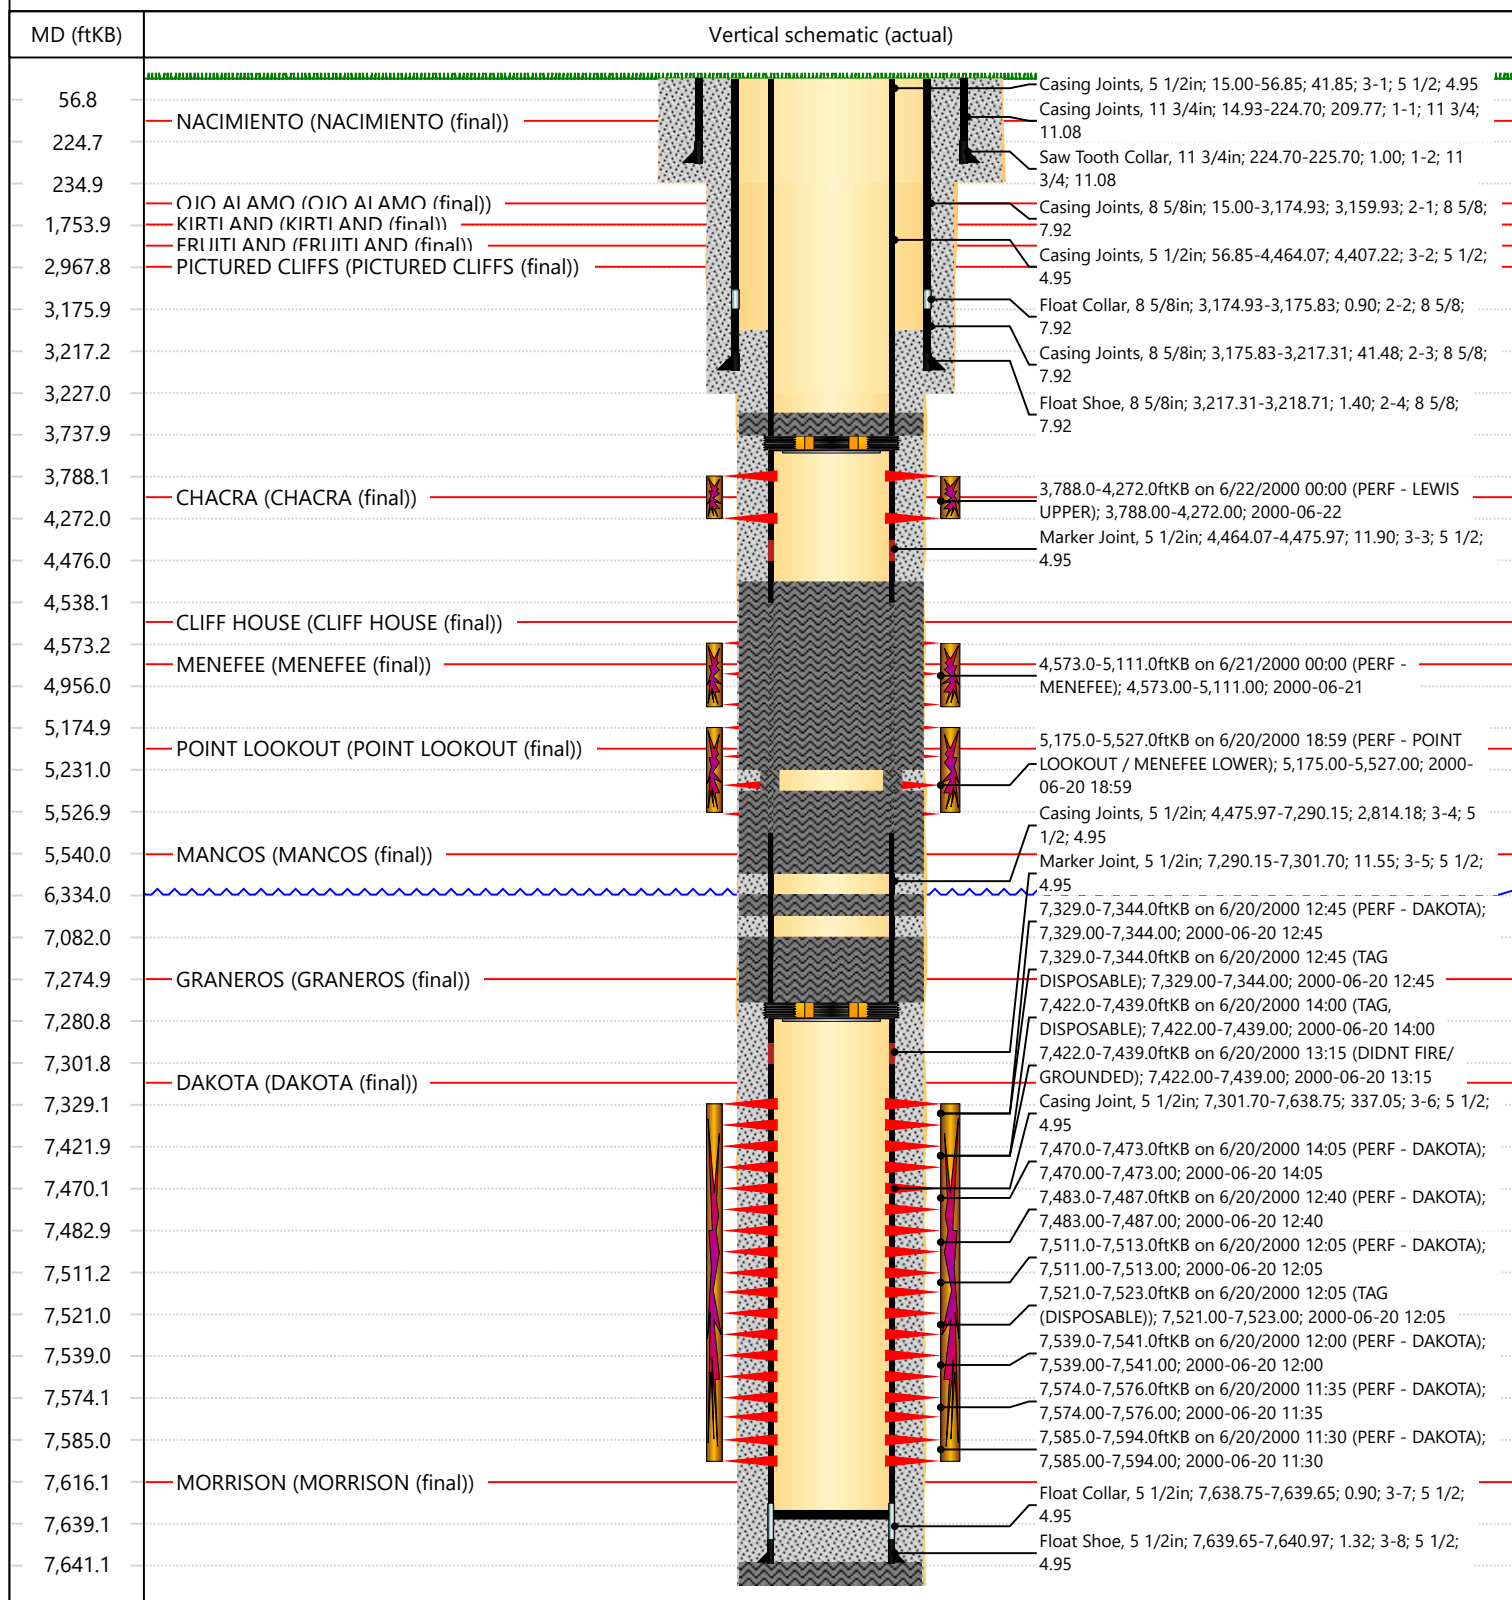 MD (ftKB)
Vertical schematic (actual)
56.8
224.7
234.9
1,753.9
2,967.8
3,175.9
3,217.2
3,227.0
3,737.9
3,788.1
4,272.0
4,476.0
4,538.1
4,573.2
4,956.0
5,174.9
5,231.0
5,526.9
5,540.0
6,334.0
7,082.0
7,274.9
7,280.8
7,301.8
7,329.1
7,421.9
7,470.1
7,482.9
7,511.2
7,521.0
7,539.0
7,574.1
7,585.0
7,616.1
7,639.1
7,641.1
NACIMIENTO (NACIMIENTO (final))
OJO ALAMO (OJO ALAMO (final))
KIRTLAND (KIRTLAND (final))
FRUITLAND (FRUITLAND (final))
PICTURED CLIFFS (PICTURED CLIFFS (final))
CHACRA (CHACRA (final))
CLIFF HOUSE (CLIFF HOUSE (final))
MENEFEE (MENEFEE (final))
POINT LOOKOUT (POINT LOOKOUT (final))
MANCOS (MANCOS (final))
GRANEROS (GRANEROS (final))
DAKOTA (DAKOTA (final))
MORRISON (MORRISON (final))
Casing Joints, 5 1/2in; 15.00-56.85; 41.85; 3-1; 5 1/2; 4.95
Casing Joints, 11 3/4in; 14.93-224.70; 209.77; 1-1; 11 3/4;
11.08
Saw Tooth Collar, 11 3/4in; 224.70-225.70; 1.00; 1-2; 11
3/4; 11.08
Casing Joints, 8 5/8in; 15.00-3,174.93; 3,159.93; 2-1; 8 5/8;
7.92
Casing Joints, 5 1/2in; 56.85-4,464.07; 4,407.22; 3-2; 5 1/2;
4.95
Float Collar, 8 5/8in; 3,174.93-3,175.83; 0.90; 2-2; 8 5/8;
7.92
Casing Joints, 8 5/8in; 3,175.83-3,217.31; 41.48; 2-3; 8 5/8;
7.92
Float Shoe, 8 5/8in; 3,217.31-3,218.71; 1.40; 2-4; 8 5/8;
7.92
3,788.0-4,272.0ftKB on 6/22/2000 00:00 (PERF - LEWIS
UPPER); 3,788.00-4,272.00; 2000-06-22
Marker Joint, 5 1/2in; 4,464.07-4,475.97; 11.90; 3-3; 5 1/2;
4.95
4,573.0-5,111.0ftKB on 6/21/2000 00:00 (PERF -
MENEFEE); 4,573.00-5,111.00; 2000-06-21
5,175.0-5,527.0ftKB on 6/20/2000 18:59 (PERF - POINT
LOOKOUT / MENEFEE LOWER); 5,175.00-5,527.00; 2000-
06-20 18:59
Casing Joints, 5 1/2in; 4,475.97-7,290.15; 2,814.18; 3-4; 5
1/2; 4.95
Marker Joint, 5 1/2in; 7,290.15-7,301.70; 11.55; 3-5; 5 1/2;
4.95
7,329.0-7,344.0ftKB on 6/20/2000 12:45 (PERF - DAKOTA);
7,329.00-7,344.00; 2000-06-20 12:45
7,329.0-7,344.0ftKB on 6/20/2000 12:45 (TAG
DISPOSABLE); 7,329.00-7,344.00; 2000-06-20 12:45
7,422.0-7,439.0ftKB on 6/20/2000 14:00 (TAG,
DISPOSABLE); 7,422.00-7,439.00; 2000-06-20 14:00
7,422.0-7,439.0ftKB on 6/20/2000 13:15 (DIDNT FIRE/
GROUNDED); 7,422.00-7,439.00; 2000-06-20 13:15
Casing Joint, 5 1/2in; 7,301.70-7,638.75; 337.05; 3-6; 5 1/2;
4.95
7,470.0-7,473.0ftKB on 6/20/2000 14:05 (PERF - DAKOTA);
7,470.00-7,473.00; 2000-06-20 14:05
7,483.0-7,487.0ftKB on 6/20/2000 12:40 (PERF - DAKOTA);
7,483.00-7,487.00; 2000-06-20 12:40
7,511.0-7,513.0ftKB on 6/20/2000 12:05 (PERF - DAKOTA);
7,511.00-7,513.00; 2000-06-20 12:05
7,521.0-7,523.0ftKB on 6/20/2000 12:05 (TAG
(DISPOSABLE)); 7,521.00-7,523.00; 2000-06-20 12:05
7,539.0-7,541.0ftKB on 6/20/2000 12:00 (PERF - DAKOTA);
7,539.00-7,541.00; 2000-06-20 12:00
7,574.0-7,576.0ftKB on 6/20/2000 11:35 (PERF - DAKOTA);
7,574.00-7,576.00; 2000-06-20 11:35
7,585.0-7,594.0ftKB on 6/20/2000 11:30 (PERF - DAKOTA);
7,585.00-7,594.00; 2000-06-20 11:30
Float Collar, 5 1/2in; 7,638.75-7,639.65; 0.90; 3-7; 5 1/2;
4.95
Float Shoe, 5 1/2in; 7,639.65-7,640.97; 1.32; 3-8; 5 1/2;
4.95